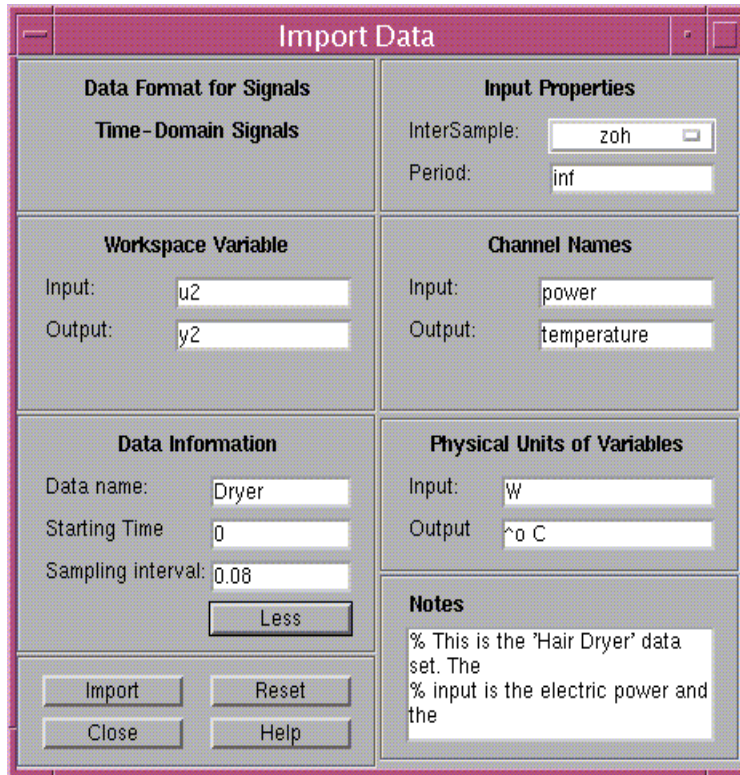 Import Data
Data Format for Signals
Time-Domain Signals
Input Properties
InterSample: zoh
Period: inf
Workspace Variable
Input: u2
Output: y2
Channel Names
Input: power
Output: temperature
Data Information
Data name: Dryer
Starting Time 0
Sampling interval: 0.08
Less
Physical Units of Variables
Input: W
Output ^o C
Import Reset
Close Help
Notes
% This is the 'Hair Dryer' data
set. The
% input is the electric power and
the